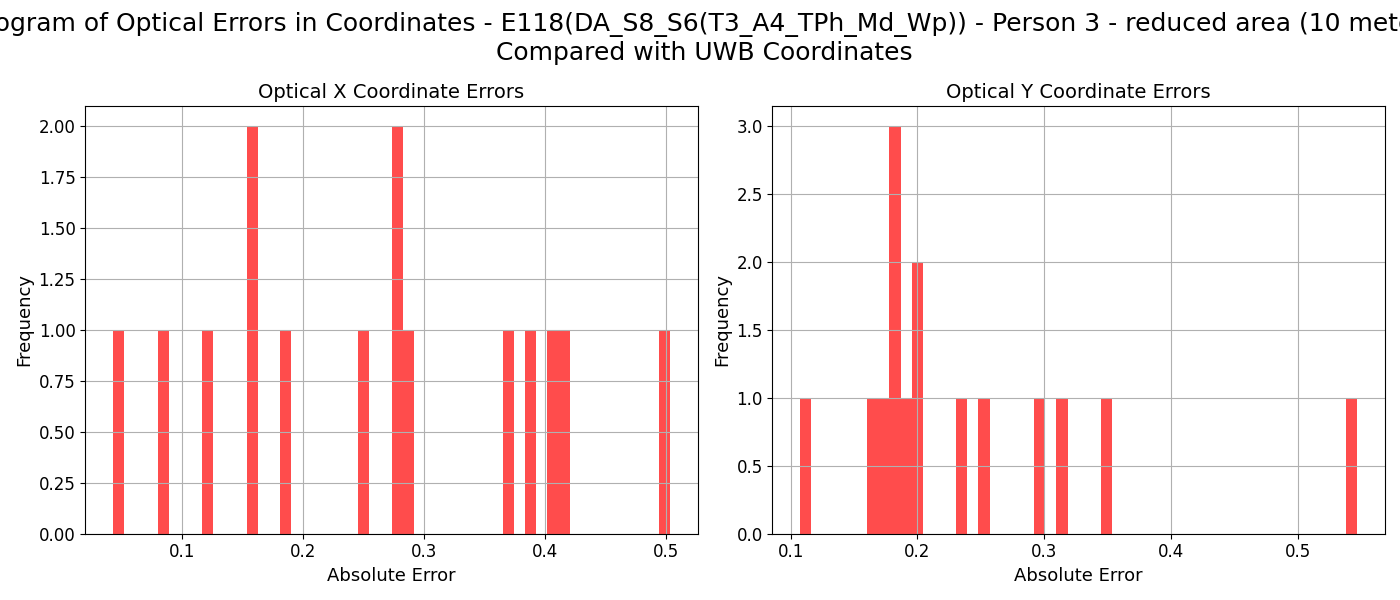 ogram of Optical Errors in Coordinates - E118(DA_S8_S6(T3_A4_TPh_Md_Wp)) - Person 3 - reduced area (10 mete
Compared with UWB Coordinates
Optical X Coordinate Errors
Frequency
2.00
1.75
1.50
1.25
1.00
0.75
0.50
0.25
0.00
0.1 0.2 0.3 0.4 0.5
Absolute Error
Optical Y Coordinate Errors
Frequency
3.0
2.5
2.0
1.5
1.0
0.5
0.0
0.1 0.2 0.3 0.4 0.5
Absolute Error